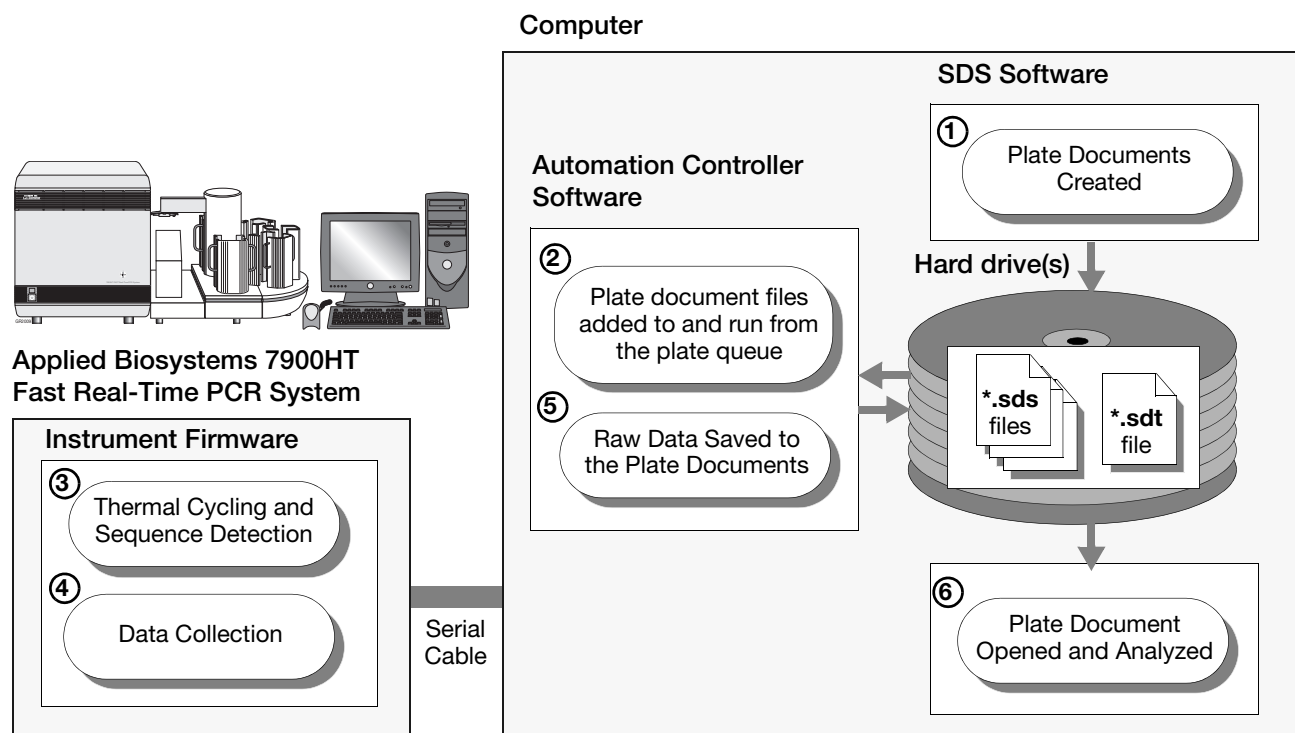 Computer
SDS Software
1
Plate Documents
Created
Automation Controller
Software
2
Plate document files
added to and run from
the plate queue
5
Raw Data Saved to
the Plate Documents
Hard drive(s)
*.sds
files
*.sdt
file
6
Plate Document
Opened and Analyzed
Applied Biosystems 7900HT
Fast Real-Time PCR System
Instrument Firmware
3
Thermal Cycling and
Sequence Detection
4
Data Collection
Serial
Cable